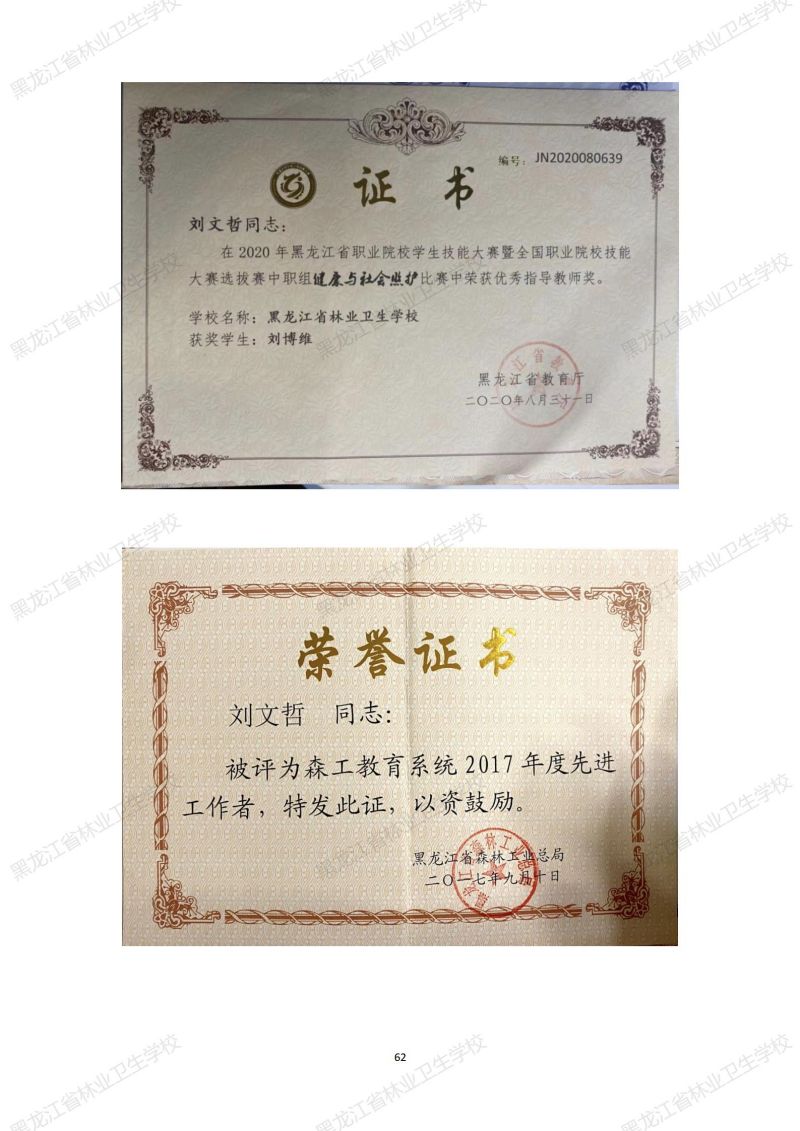 编号：JN2020080639
证书
刘文哲同志：
在2020年黑龙江省职业院校学生技能大赛暨全国职业院校技能
大赛选拔赛中职组健康与社会照护比赛中荣获优秀指导教师奖。
学校名称：黑龙江省林业卫生学校
获奖学生：刘博维
黑龙江省教育厅
二〇二〇年八月三十一日
荣誉证书
刘文哲 同志：
被评为森工教育系统2017年度先进
工作者，特发此证，以资鼓励。
黑龙江省森林工业总局
二〇一七年九月十日
62
黑龙江省林业卫生学校